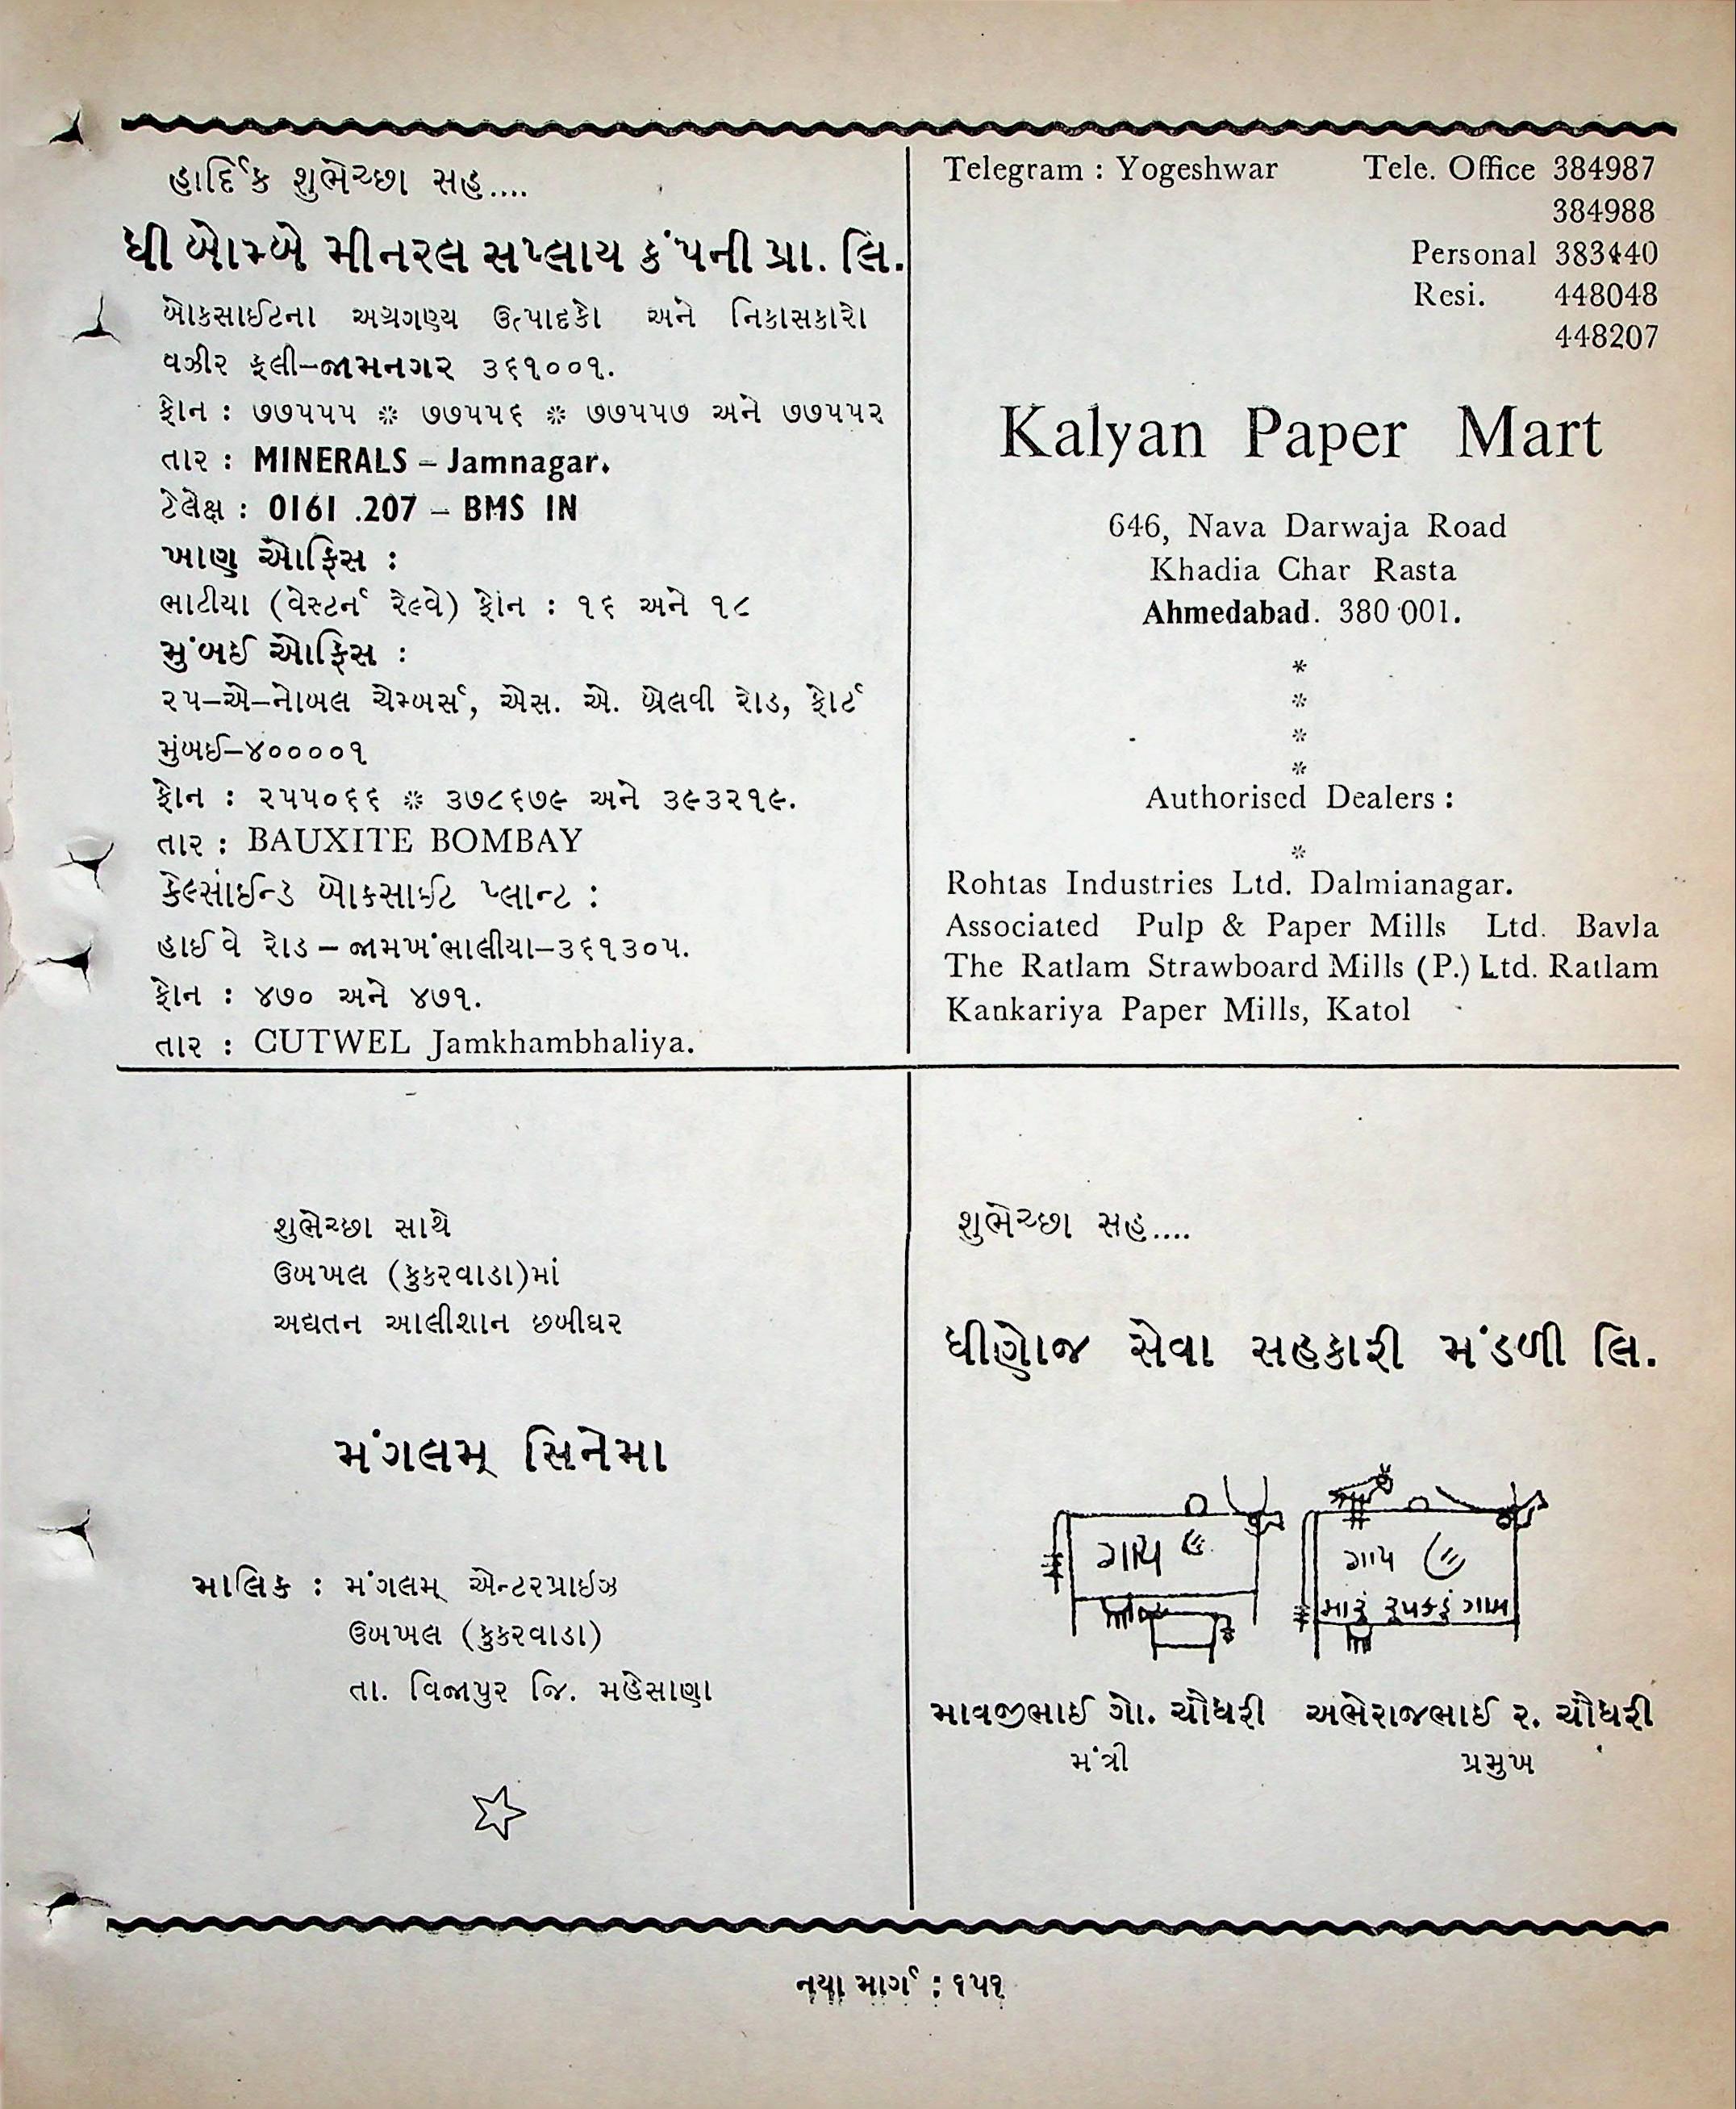 હાર્દિક શુભેચ્છા સહ....
ધી બોમ્બે મીનરલ સપ્લાય કંપની પ્રા. લિ.
બોકસાઈટના અગ્રગણ્ય ઉત્પાદકો અને નિકાસકારો
વઝીર ફલી–જામનગર ૩૬૧૦૦૧.
ફોન : ૭૭૫૫૫ ❊ ૭૭૫૫૬ ❊ ૭૭૫૫૭ અને ૭૭૫૫૨
તાર : MINERALS – Jamnagar.
ટેલેક્ષ : 0161 .207 – BMS IN
ખાણ ઓફિસ :
ભાટીયા (વેસ્ટર્ન રેલ્વે) ફોન : ૧૬ અને ૧૮
મુંબઈ ઓફિસ :
૨૫–એ–નોબલ ચેમ્બર્સ, એસ. એ. બ્રેલવી રોડ, ફોર્ટ
મુંબઈ–૪૦૦૦૦૧
ફોન : ૨૫૫૦૬૬ ❊ ૩૭૮૬૭૯ અને ૩૯૩૨૧૯.
તાર : BAUXITE BOMBAY
કેલ્સાઈન્ડ બોકસાઈટ પ્લાન્ટ :
હાઈવે રોડ – જામખંભાલીયા–૩૬૧૩૦૫.
ફોન : ૪૭૦ અને ૪૭૧.
તાર : CUTWEL Jamkhambhaliya.
Telegram : Yogeshwar Tele. Office 384987
384988
Personal 383440
Resi. 448048
448207
Kalyan Paper Mart
646, Nava Darwaja Road
Khadia Char Rasta
Ahmedabad. 380 001.
*
*
*
*
Authorised Dealers :
*
Rohtas Industries Ltd. Dalmianagar.
Associated Pulp & Paper Mills Ltd. Bavla
The Ratlam Strawboard Mills (P.) Ltd. Ratlam
Kankariya Paper Mills, Katol
શુભેચ્છા સાથે
ઉબખલ (કુકરવાડા)માં
અદ્યતન આલીશાન છબીઘર
મંગલમ્ સિનેમા
માલિક : મંગલમ્ એન્ટરપ્રાઇઝ
ઉબખલ (કુકરવાડા)
તા. વિજાપુર જિ. મહેસાણા
શુભેચ્છા સહ....
ધીણોજ સેવા સહકારી મંડળી લિ.
ગાય
ગાય
મારું રૂપકડું ગામ
માવજીભાઈ ગો. ચૌધરી અભેરાજભાઈ ર. ચૌધરી
મંત્રી પ્રમુખ
નયા માર્ગ : ૧૫૧